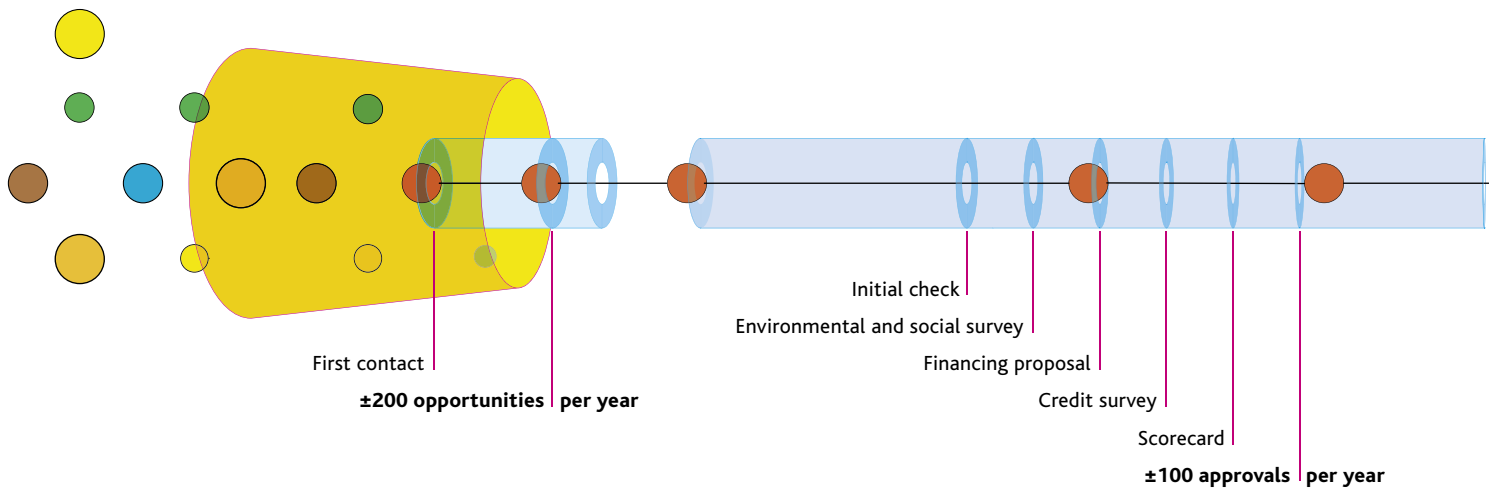 First contact
±200 opportunities per year
Initial check
Environmental and social survey
Financing proposal
Credit survey
Scorecard
±100 approvals per year